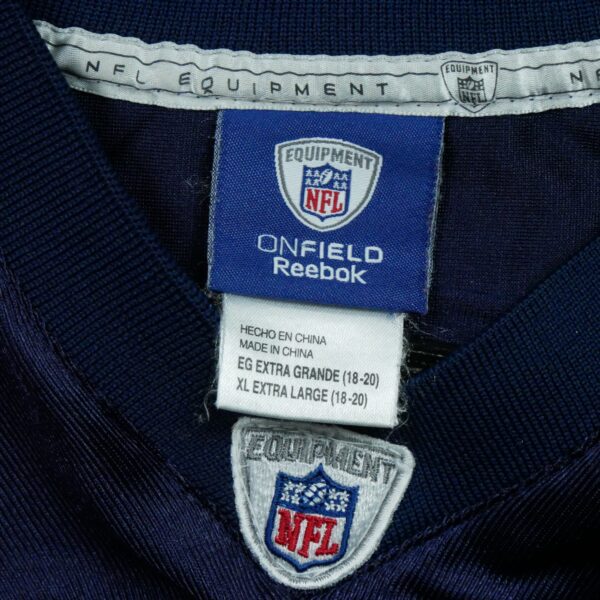 NFL EQUIPMENT
EQUIPMENT
NFL
EQUIPMENT
NFL
ONFIELD
Reebok
HECHO EN CHINA
MADE IN CHINA
EG EXTRA GRANDE (18-20)
XL EXTRA LARGE (18-20)
EQUIPMENT
NFL